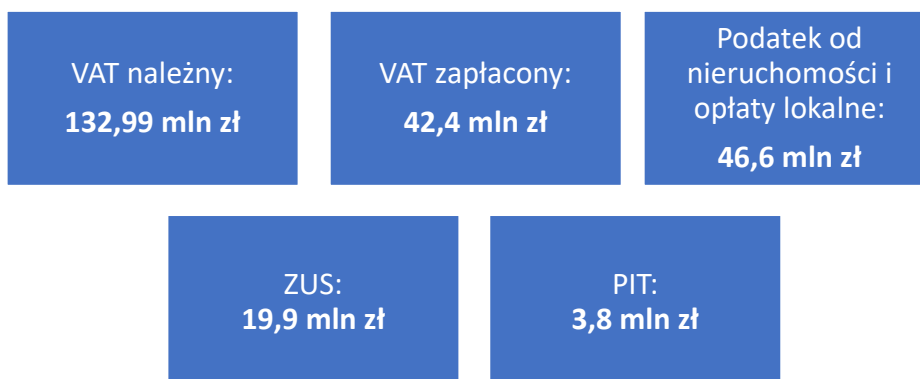 VAT należny:
132,99 mln zł
VAT zapłacony:
42,4 mln zł
Podatek od
nieruchomości i
opłaty lokalne:
46,6 mln zł
ZUS:
19,9 mln zł
PIT:
3,8 mln zł